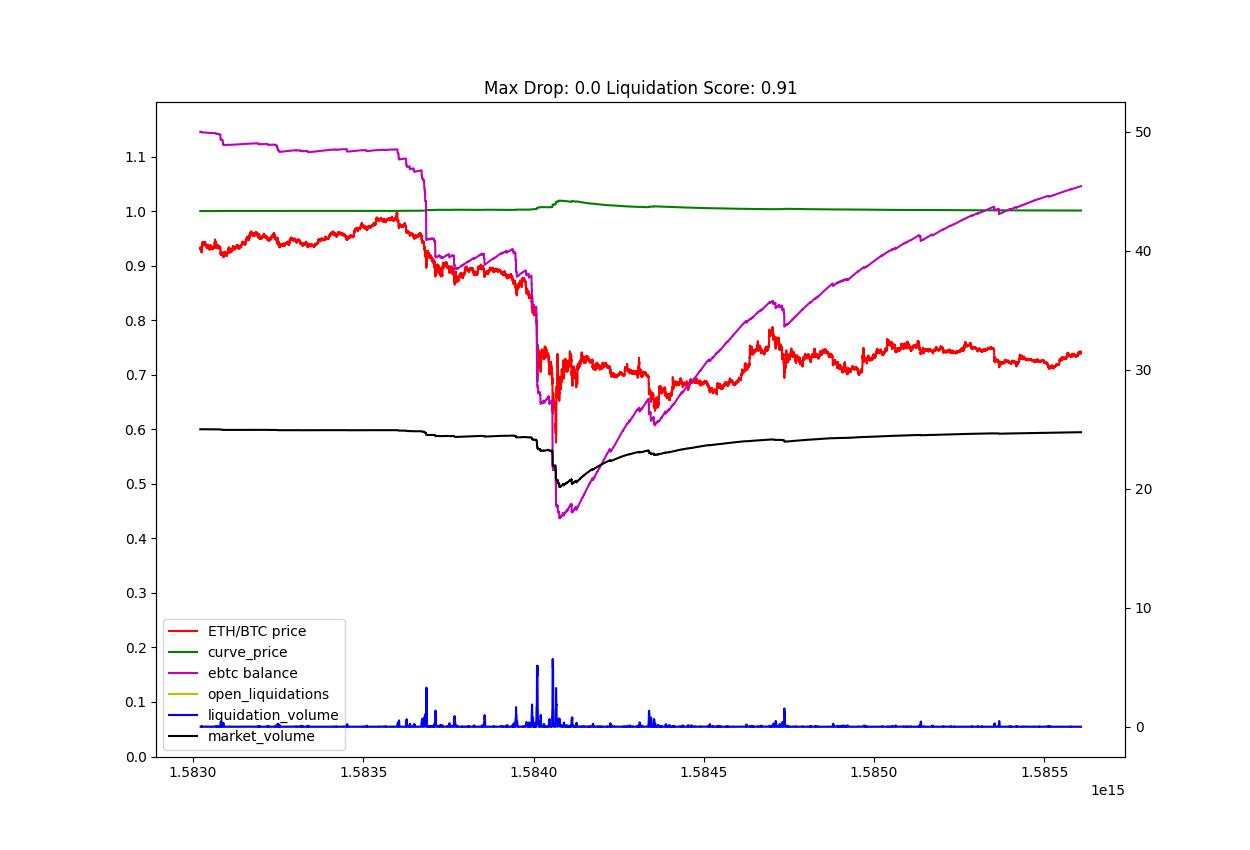 Max Drop: 0.0 Liquidation Score: 0.91
1.1
1.0
0.9
0.8
0.7
0.6
0.5
0.4
0.3
0.2
0.1
0.0
50
40
30
20
10
0
ETH/BTC price
curve_price
ebtc balance
open_liquidations
liquidation_volume
market_volume
1.5830 1.5835 1.5840 1.5845 1.5850 1.5855
1e15